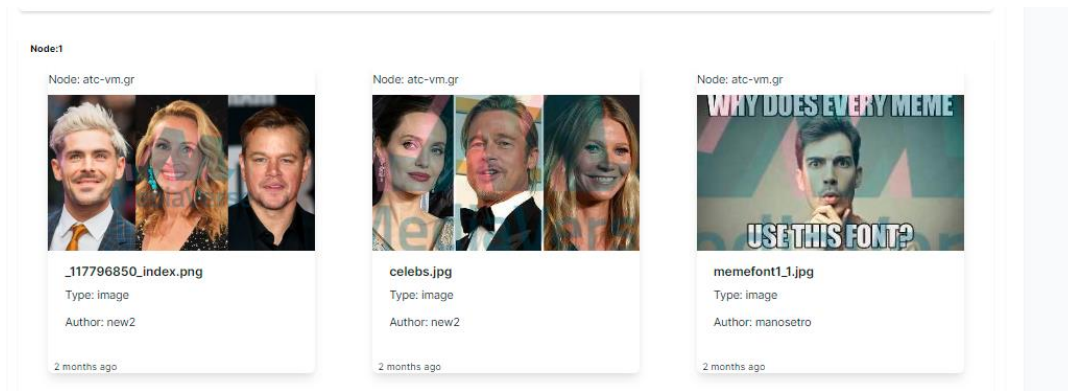 Node:1
Node: atc-vm.gr
Node: atc-vm.gr
Node: atc-vm.gr
WHY DOES EVERY MEME
USE THIS FONT?
_117796850_index.png
Type: image
Author: new2
2 months ago
celebs.jpg
Type: image
Author: new2
2 months ago
memefont1_1.jpg
Type: image
Author: manosetro
2 months ago